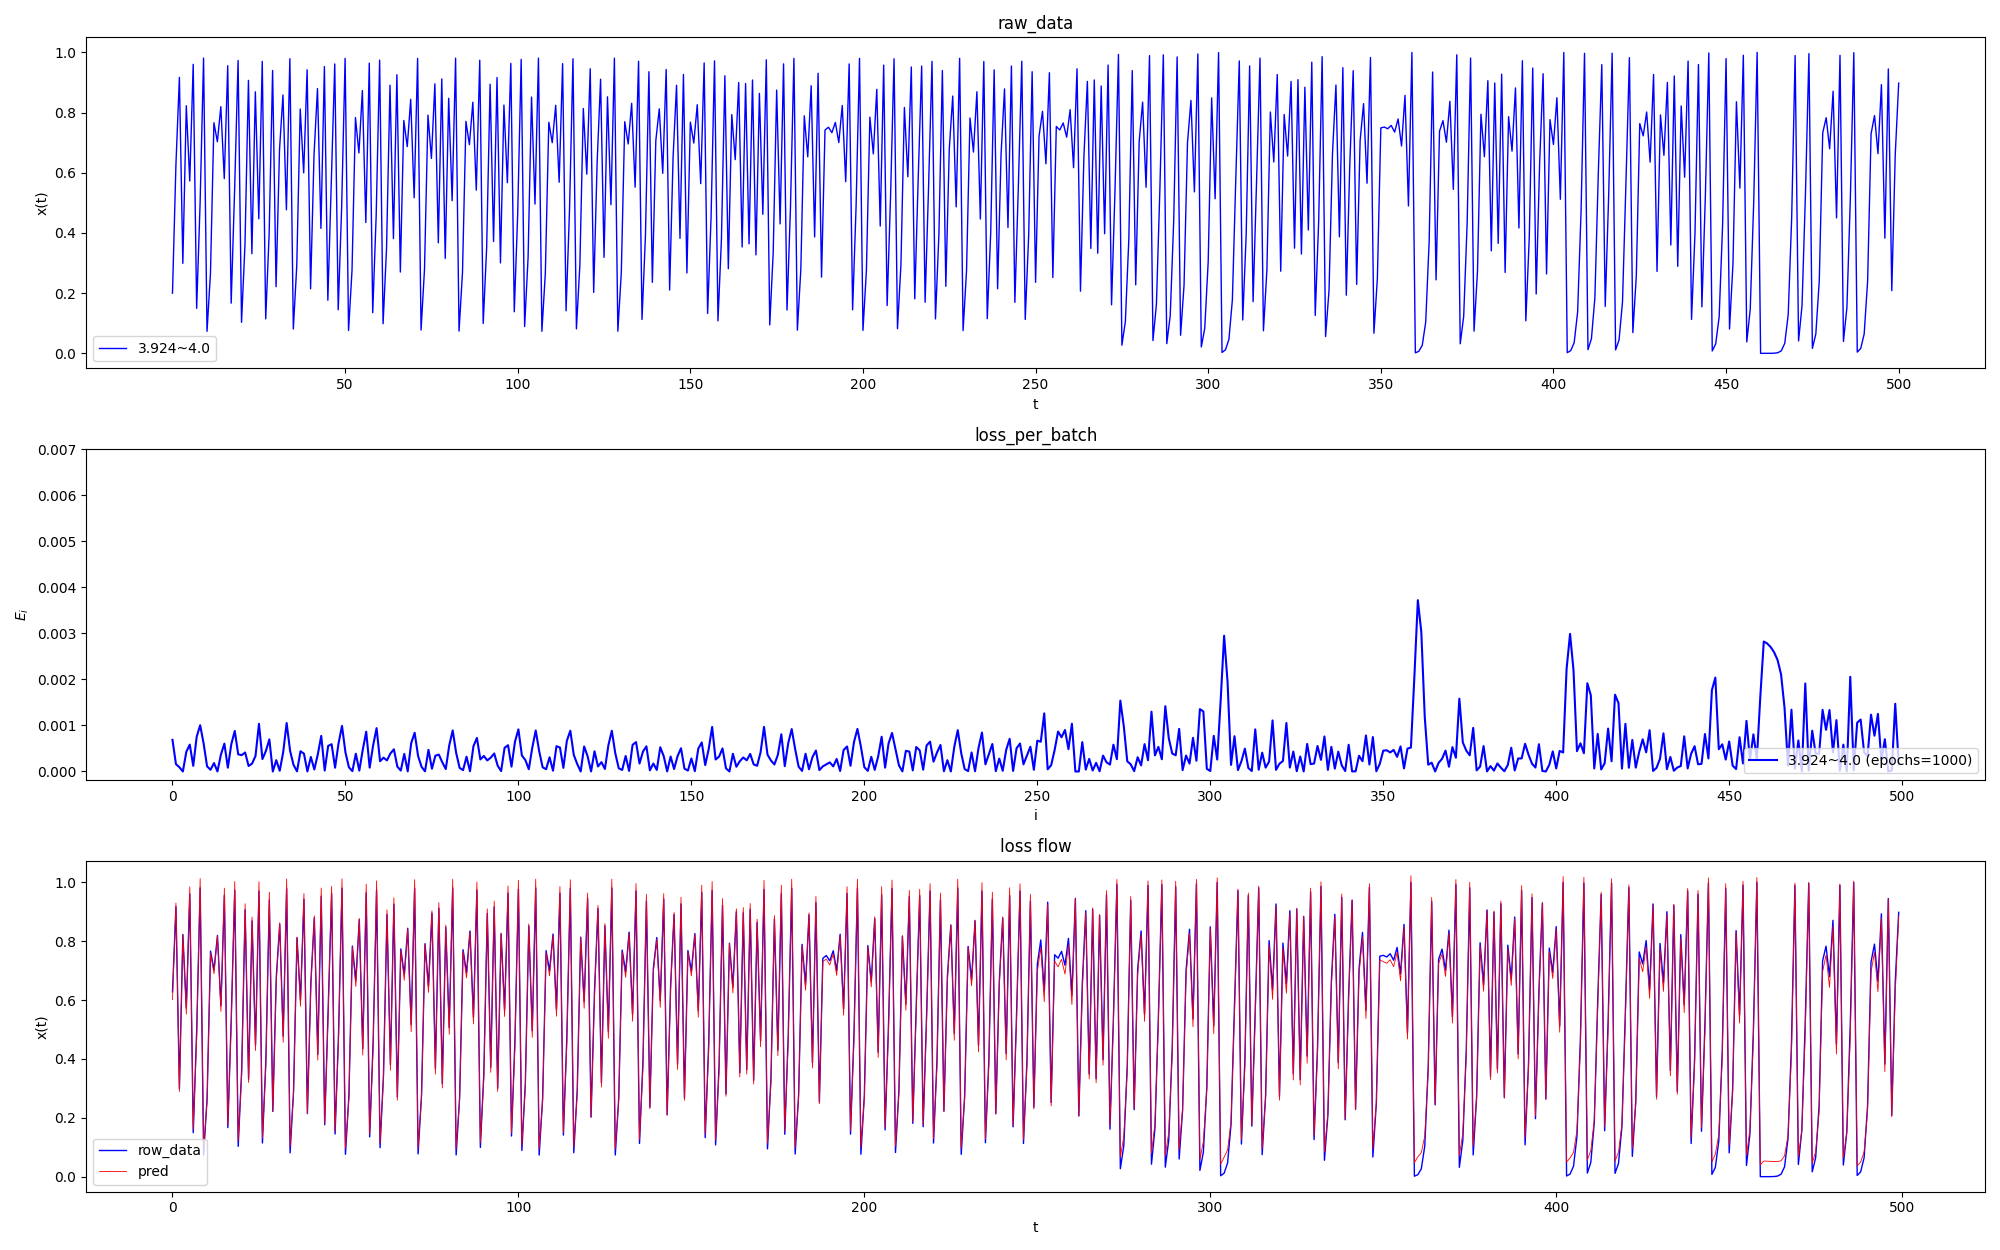 raw_data
1.0
0.8
0.6
0.4
0.2
0.0
x(t)
3.924~4.0
50 100 150 200 250 300 350 400 450 500
t
loss_per_batch
0.007
0.006
0.005
0.004
0.003
0.002
0.001
0.000
E_i
3.924~4.0 (epochs=1000)
0 50 100 150 200 250 300 350 400 450 500
i
loss flow
1.0
0.8
0.6
0.4
0.2
0.0
x(t)
row_data
pred
0 100 200 300 400 500
t